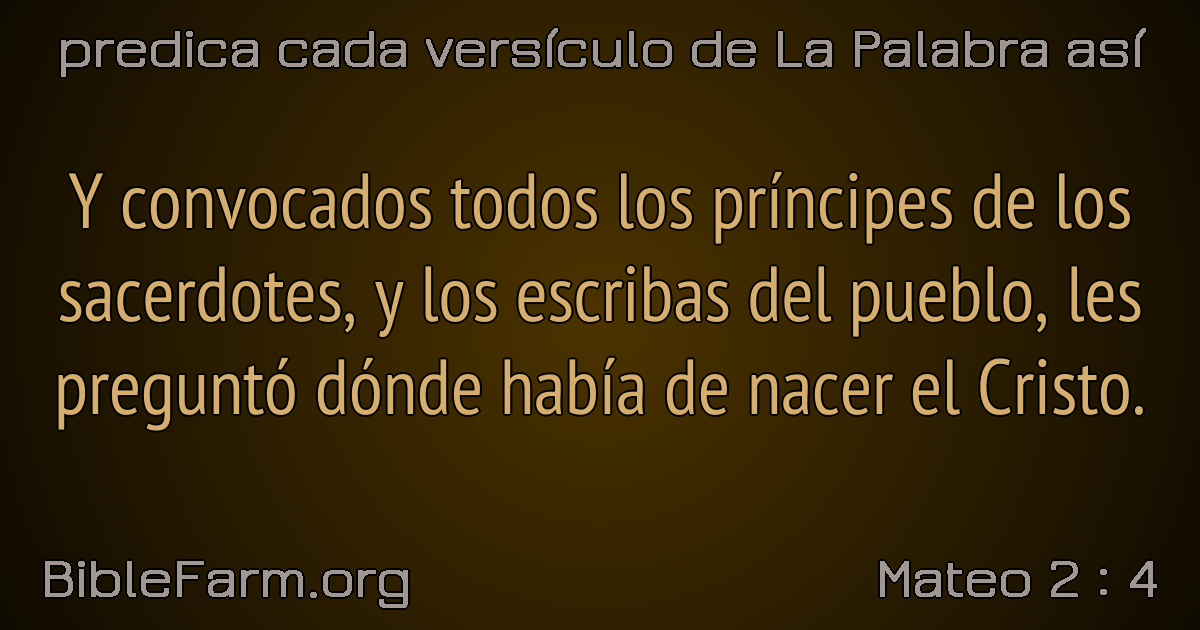 predica cada versículo de La Palabra así
Y convocados todos los príncipes de los
sacerdotes, y los escribas del pueblo, les
preguntó dónde había de nacer el Cristo.
BibleFarm.org
Mateo 2 : 4